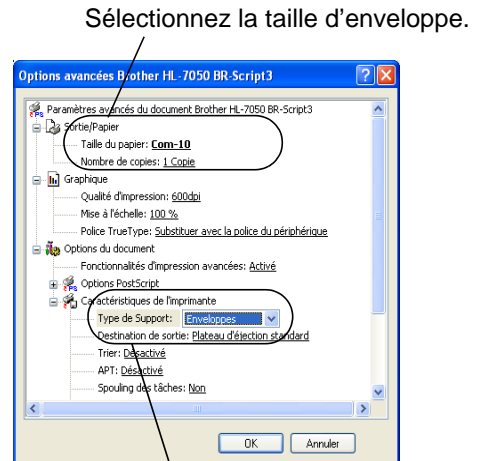 Sélectionnez la taille d'enveloppe.
Options avancées Brother HL-7050 BR-Script3
Paramètres avancés du document Brother HL-7050 BR-Script3
Sortie/Papier
Taille du papier: Com-10
Nombre de copies: 1 Copie
Graphique
Qualité d'impression: 600dpi
Mise à l'échelle: 100 %
Police TrueType: Substituer avec la police du périphérique
Options du document
Fonctionnalités d'impression avancées: Activé
Options PostScript
Caractéristiques de l'imprimante
Type de Support: Enveloppes
Destination de sortie: Plateau d'éjection standard
Trier: Désactivé
APT: Désactivé
Spouling des tâches: Non
OK Annuler